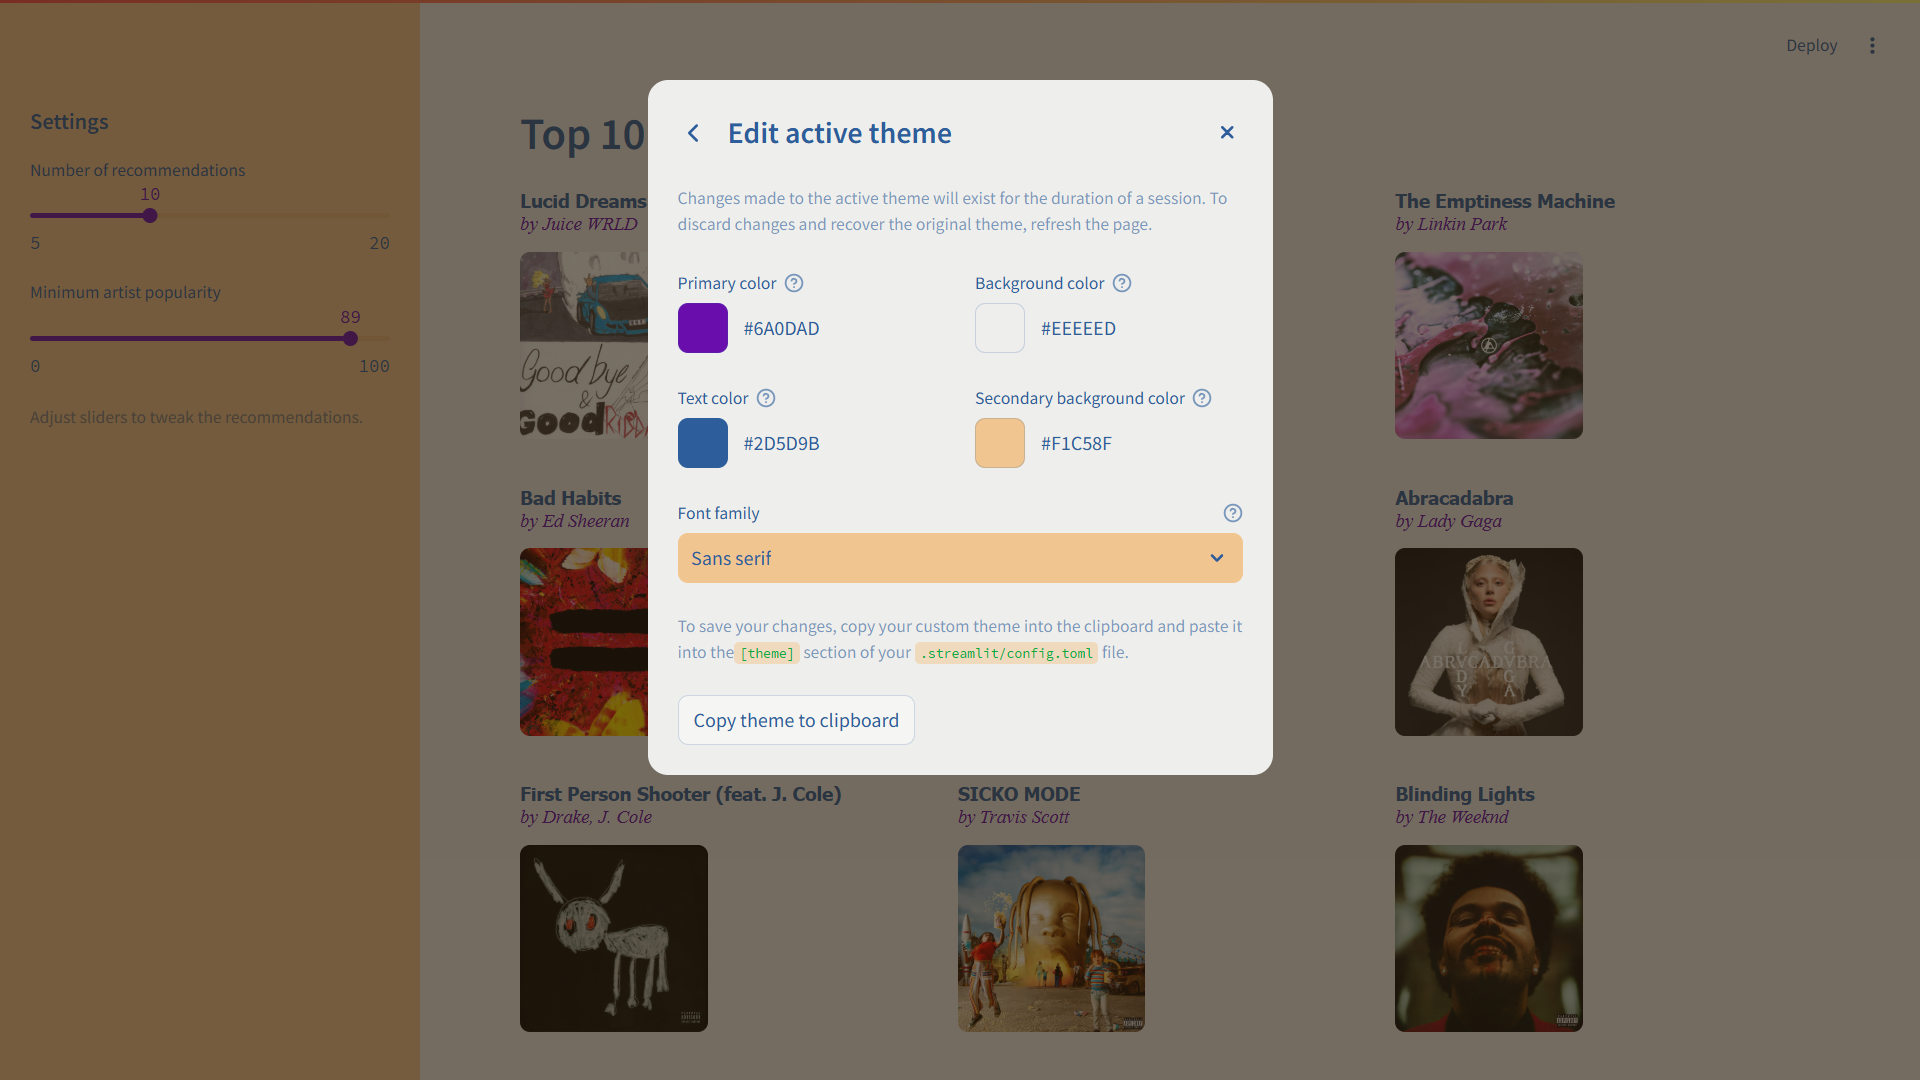 Deploy
Settings
Number of recommendations
10
5 20
Minimum artist popularity
89
0 100
Adjust sliders to tweak the recommendations.
Top 10
Lucid Dreams
by Juice WRLD
Good bye
&
Good
The Emptiness Machine
by Linkin Park
Bad Habits
by Ed Sheeran
Abracadabra
by Lady Gaga
ABRVCADVBRA
First Person Shooter (feat. J. Cole)
by Drake, J. Cole
SICKO MODE
by Travis Scott
Blinding Lights
by The Weeknd
Edit active theme
Changes made to the active theme will exist for the duration of a session. To
discard changes and recover the original theme, refresh the page.
Primary color
#6A0DAD
Background color
#EEEEED
Text color
#2D5D9B
Secondary background color
#F1C58F
Font family
Sans serif
To save your changes, copy your custom theme into the clipboard and paste it
into the [theme] section of your .streamlit/config.toml file.
Copy theme to clipboard